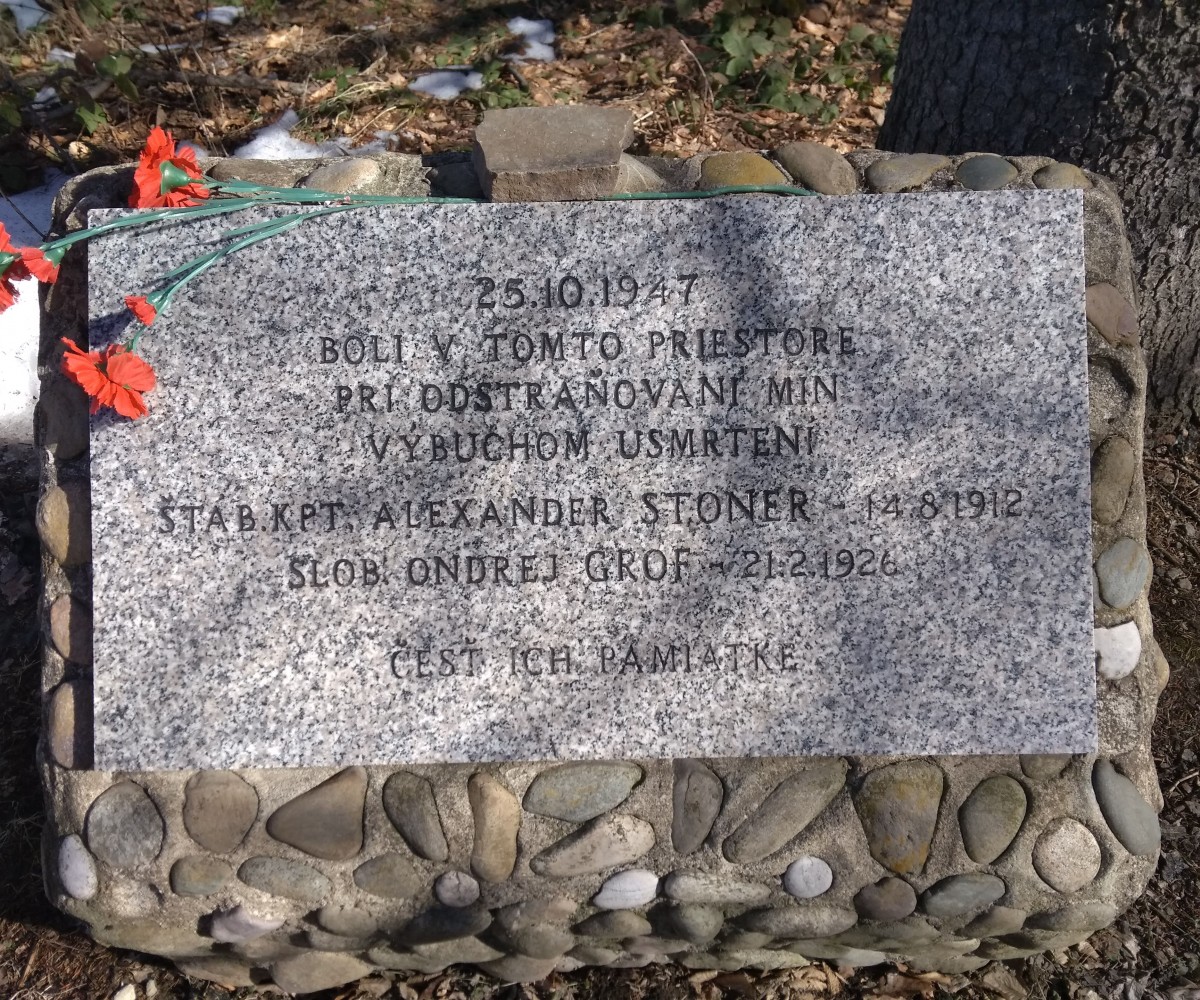 25.10.1947
BOLI V TOMTO PRIESTORE
PRI ODSTRAŇOVANÍ MÍN
VÝBUCHOM USMRTENÍ
ŠTÁB.KPT. ALEXANDER STONER - 14.8.1912
SLOB. ONDREJ GROF - 21.2.1926
ČESŤ ICH PAMIATKE